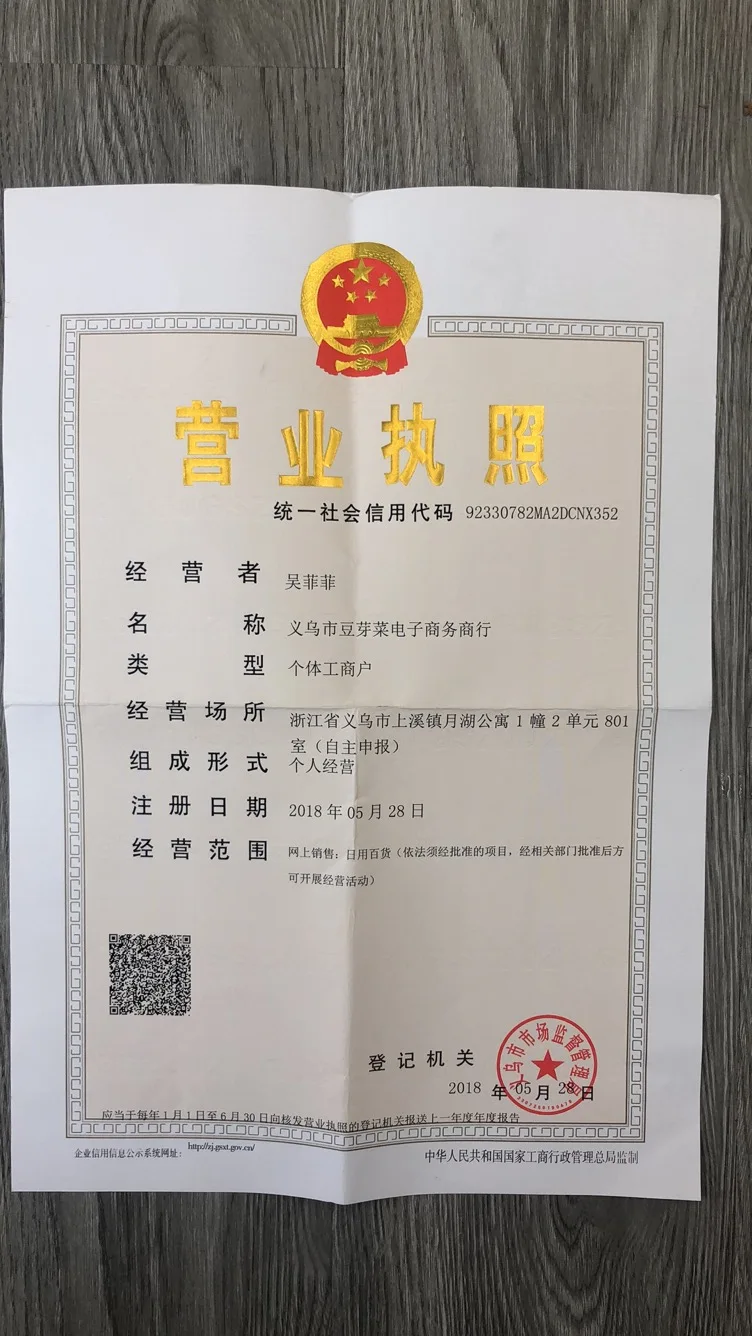 营业执照
统一社会信用代码 92330782MA2DCNX352
经营者 吴菲菲
名称 义乌市豆芽菜电子商务商行
类型 个体工商户
经营场所 浙江省义乌市上溪镇月湖公寓1幢2单元801
室（自主申报）
组成形式 个人经营
注册日期 2018年05月28日
经营范围 网上销售：日用百货（依法须经批准的项目，经相关部门批准后方
可开展经营活动）
义乌市市场监督管理局
登记机关
2018 年 05 月 28 日
应当于每年1月1日至6月30日向核发营业执照的登记机关报送上一年度年度报告
企业信用信息公示系统网址： http://zj.gsxt.gov.cn/
中华人民共和国国家工商行政管理总局监制